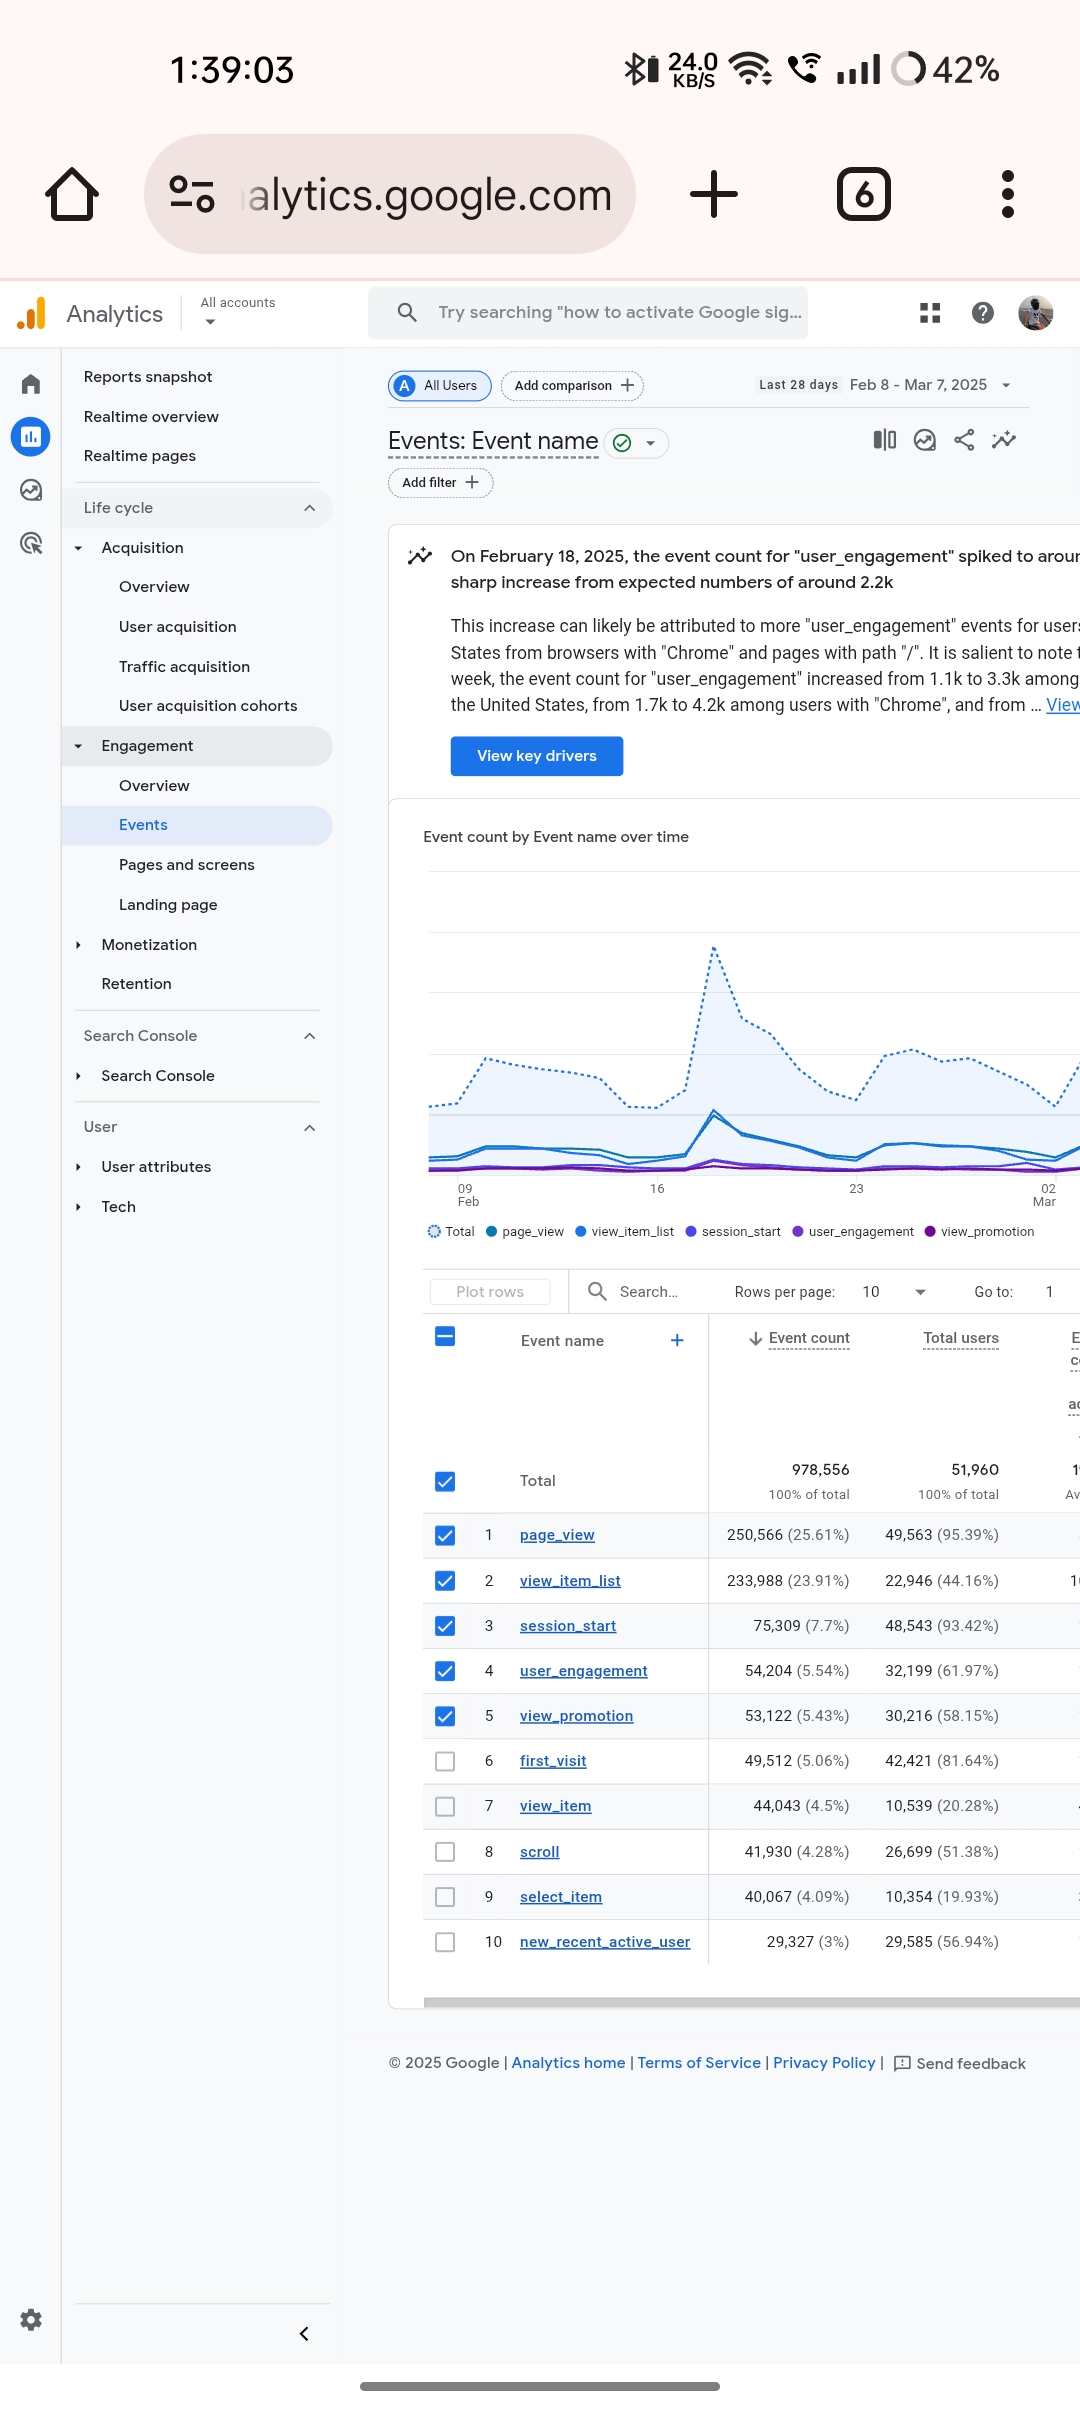 1:39:03
24.0 KB/S
42%
alytics.google.com
6
Analytics
All accounts
Try searching "how to activate Google sig...
Reports snapshot
Realtime overview
Realtime pages
Life cycle
Acquisition
Overview
User acquisition
Traffic acquisition
User acquisition cohorts
Engagement
Overview
Events
Pages and screens
Landing page
Monetization
Retention
Search Console
Search Console
User
User attributes
Tech
A All Users
Add comparison +
Last 28 days Feb 8 - Mar 7, 2025
Events: Event name
Add filter +
On February 18, 2025, the event count for "user_engagement" spiked to
sharp increase from expected numbers of around 2.2k
This increase can likely be attributed to more "user_engagement" events for users
States from browsers with "Chrome" and pages with path "/". It is salient to note
week, the event count for "user_engagement" increased from 1.1k to 3.3k among
the United States, from 1.7k to 4.2k among users with "Chrome", and from ... View
View key drivers
Event count by Event name over time
09 Feb
16
23
02 Mar
Total page_view view_item_list session_start user_engagement view_promotion
Plot rows Search... Rows per page: 10 Go to: 1
Event name + Event count Total users
Total 978,556 51,960
100% of total 100% of total
1 page_view 250,566 (25.61%) 49,563 (95.39%)
2 view_item_list 233,988 (23.91%) 22,946 (44.16%)
3 session_start 75,309 (7.7%) 48,543 (93.42%)
4 user_engagement 54,204 (5.54%) 32,199 (61.97%)
5 view_promotion 53,122 (5.43%) 30,216 (58.15%)
6 first_visit 49,512 (5.06%) 42,421 (81.64%)
7 view_item 44,043 (4.5%) 10,539 (20.28%)
8 scroll 41,930 (4.28%) 26,699 (51.38%)
9 select_item 40,067 (4.09%) 10,354 (19.93%)
10 new_recent_active_user 29,327 (3%) 29,585 (56.94%)
© 2025 Google | Analytics home | Terms of Service | Privacy Policy | Send feedback